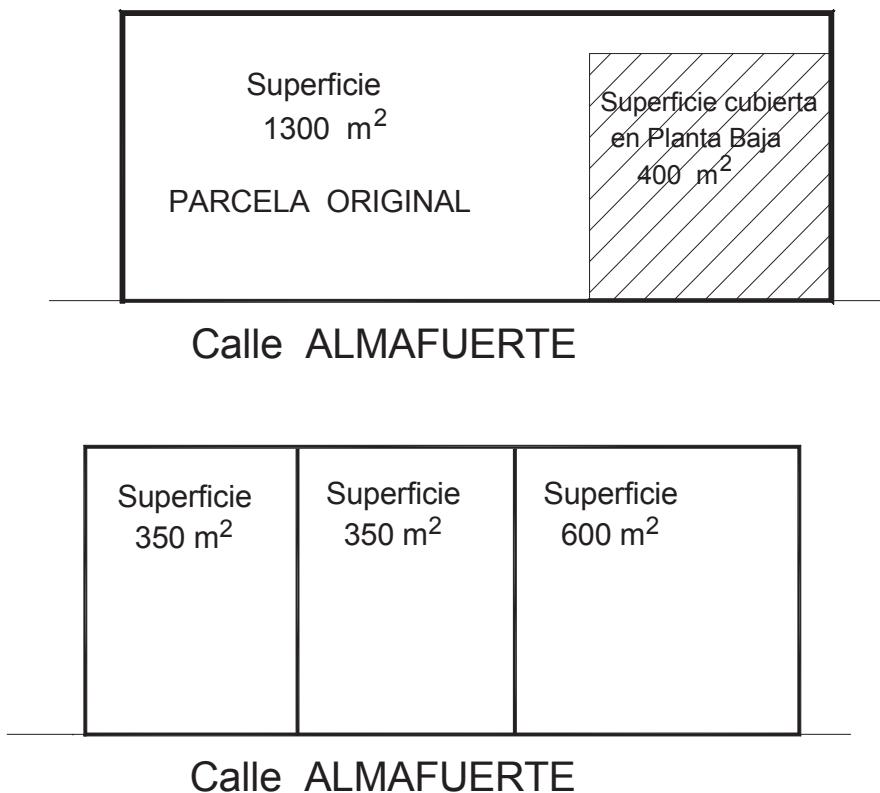 Superficie
1300 m²
PARCELA ORIGINAL
Superficie cubierta
en Planta Baja
400 m²
Calle ALMAFUERTE
Superficie
350 m²
Superficie
350 m²
Superficie
600 m²
Calle ALMAFUERTE